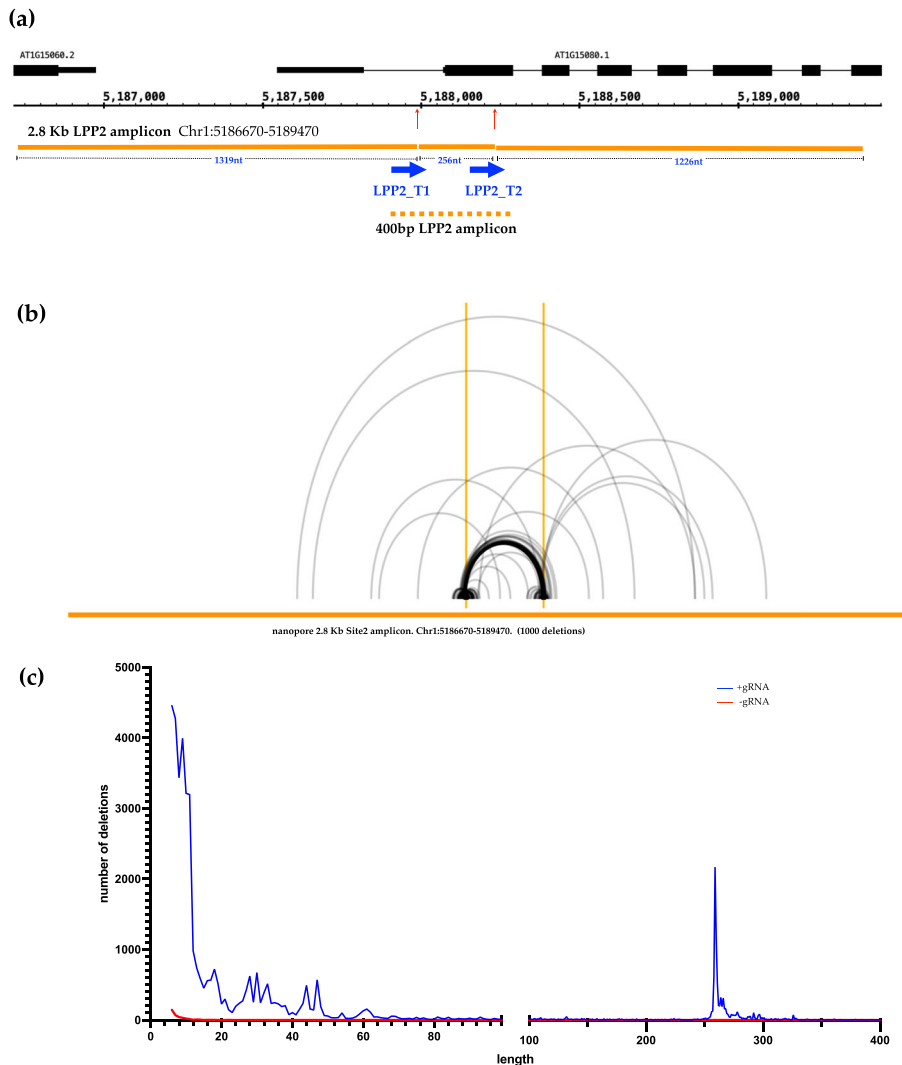 (a)
AT1G15060.2 AT1G15080.1
5,187,000 5,187,500 5,188,000 5,188,500 5,189,000
2.8 Kb LPP2 amplicon Chr1:5186670-5189470
1319nt 256nt 1226nt
LPP2_T1 LPP2_T2
400bp LPP2 amplicon
(b)
nanopore 2.8 Kb Site2 amplicon. Chr1:5186670-5189470. (1000 deletions)
(c)
+gRNA
-gRNA
number of deletions
5000
4000
3000
2000
1000
0
0 20 40 60 80 100 200 300 400
length